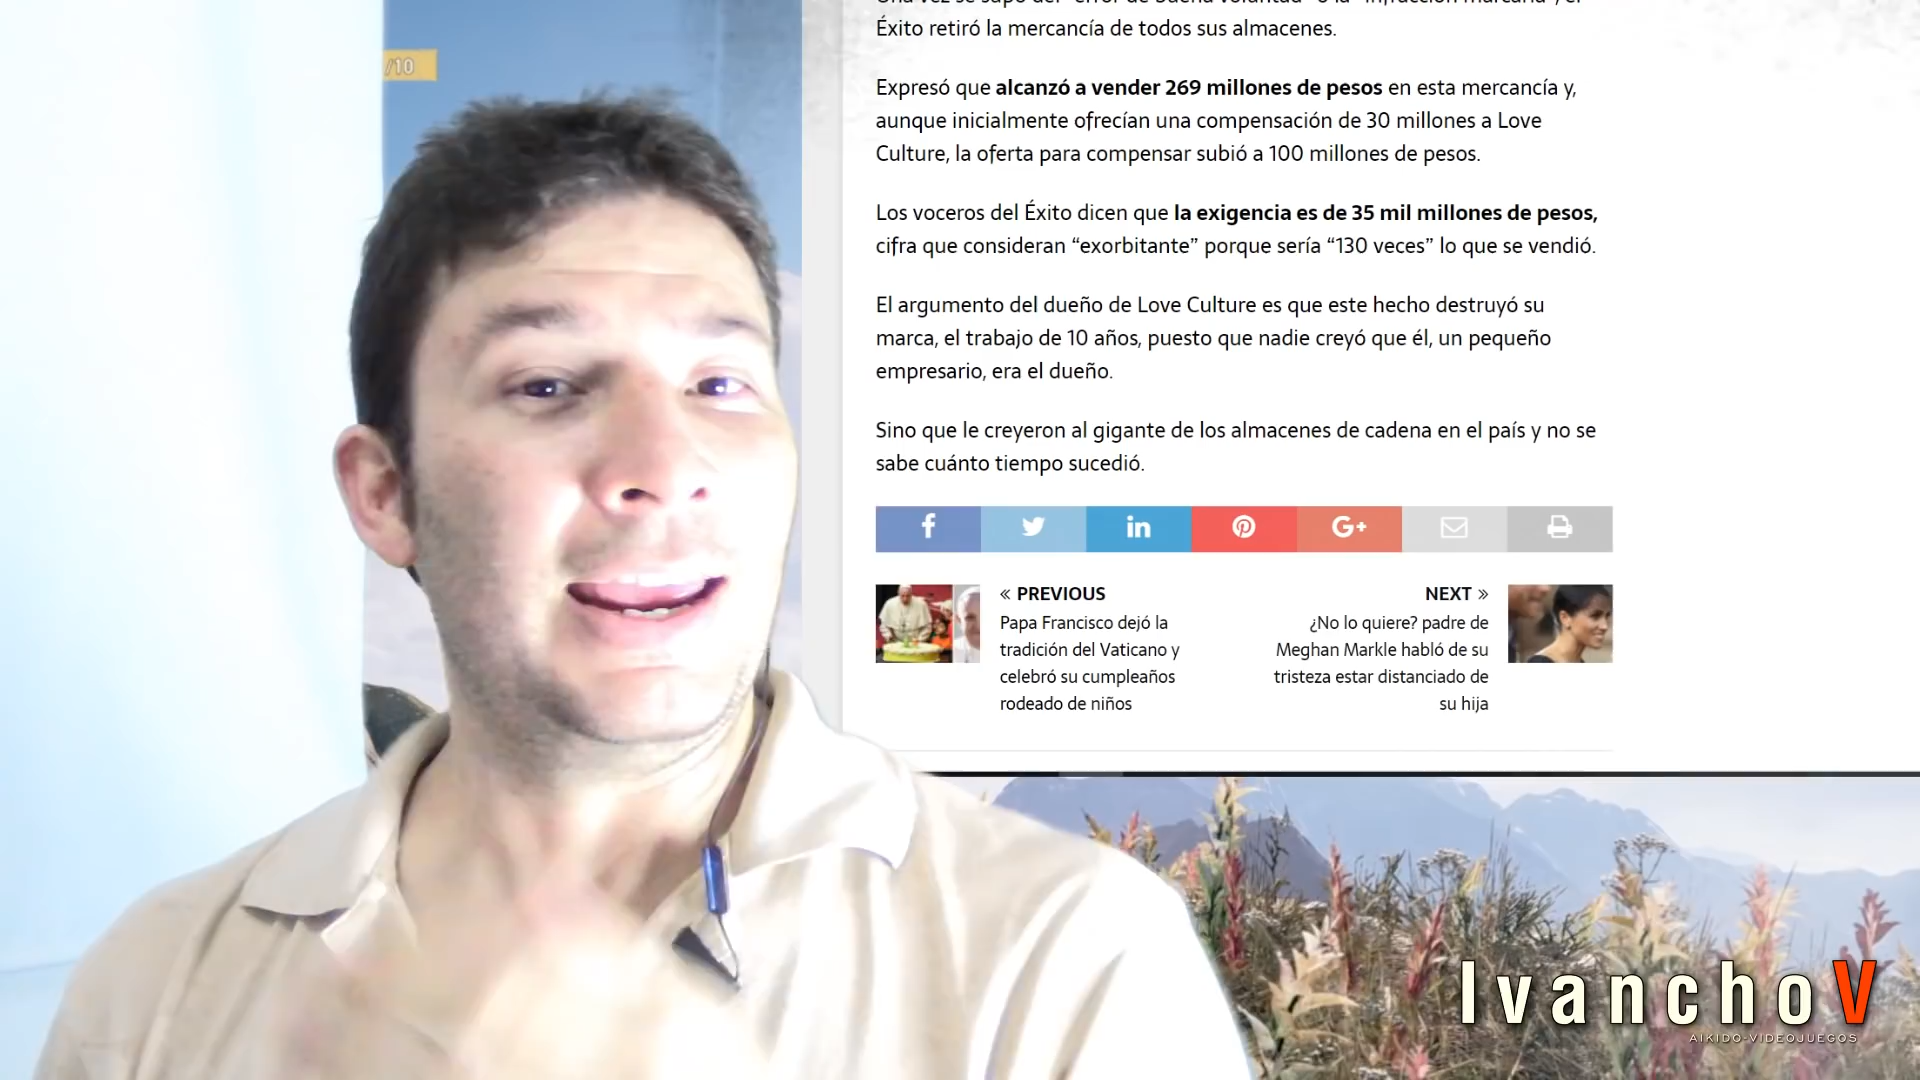 /10
Éxito retiró la mercancía de todos sus almacenes.
Expresó que alcanzó a vender 269 millones de pesos en esta mercancía y,
aunque inicialmente ofrecían una compensación de 30 millones a Love
Culture, la oferta para compensar subió a 100 millones de pesos.
Los voceros del Éxito dicen que la exigencia es de 35 mil millones de pesos,
cifra que consideran “exorbitante” porque sería “130 veces” lo que se vendió.
El argumento del dueño de Love Culture es que este hecho destruyó su
marca, el trabajo de 10 años, puesto que nadie creyó que él, un pequeño
empresario, era el dueño.
Sino que le creyeron al gigante de los almacenes de cadena en el país y no se
sabe cuánto tiempo sucedió.
f
in
G+
« PREVIOUS
Papa Francisco dejó la
tradición del Vaticano y
celebró su cumpleaños
rodeado de niños
NEXT »
¿No lo quiere? padre de
Meghan Markle habló de su
tristeza estar distanciado de
su hija
IvanchoV
AIKIDO-VIDEOJUEGOS